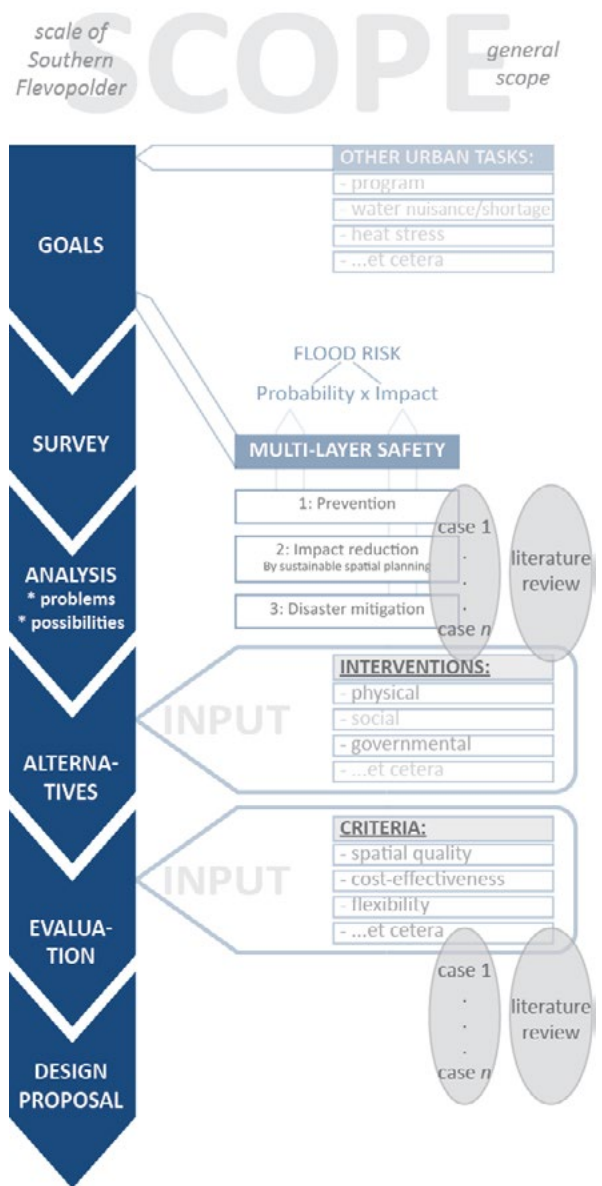 SCOPE
scale of
Southern
Flevopolder
general
scope
GOALS
OTHER URBAN TASKS:
- program
- water nuisance/shortage
- heat stress
- ...et cetera
FLOOD RISK
Probability x Impact
SURVEY
MULTI-LAYER SAFETY
1: Prevention
2: Impact reduction
By sustainable spatial planning
3: Disaster mitigation
case 1
.
.
.
case n
literature
review
ANALYSIS
* problems
* possibilities
INPUT
INTERVENTIONS:
- physical
- social
- governmental
- ...et cetera
ALTERNA-
TIVES
INPUT
CRITERIA:
- spatial quality
- cost-effectiveness
- flexibility
- ...et cetera
EVALUA-
TION
case 1
.
.
.
case n
literature
review
DESIGN
PROPOSAL